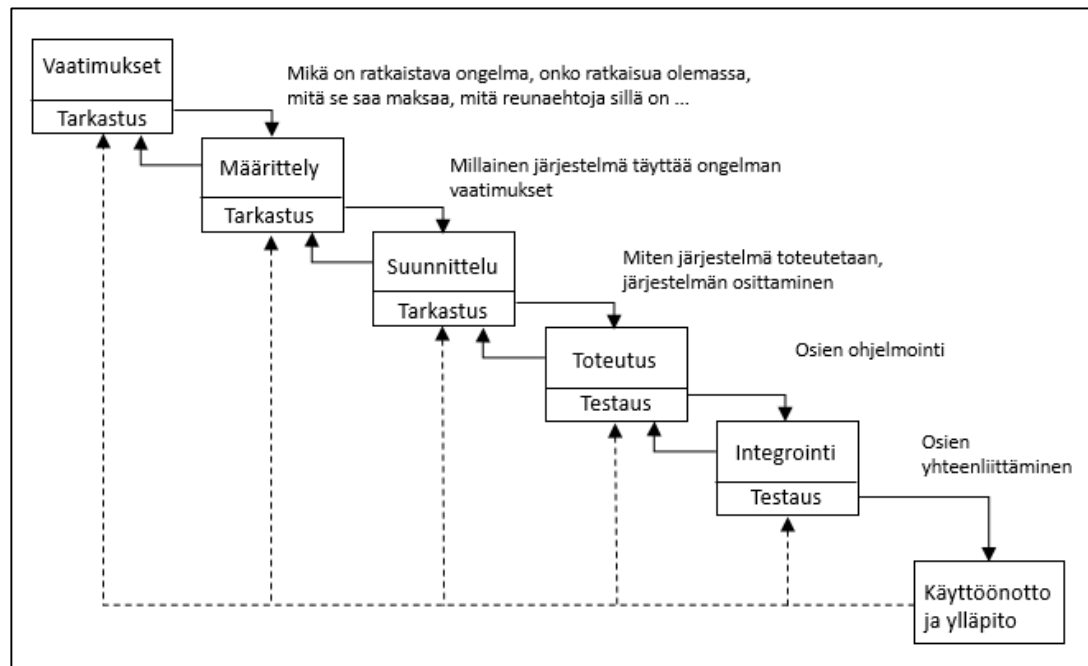 Vaatimukset
Tarkastus
Mikä on ratkaistava ongelma, onko ratkaisua olemassa,
mitä se saa maksaa, mitä reunaehtoja sillä on ...
Määrittely
Tarkastus
Millainen järjestelmä täyttää ongelman
vaatimukset
Suunnittelu
Tarkastus
Miten järjestelmä toteutetaan,
järjestelmän osittaminen
Toteutus
Testaus
Osien ohjelmointi
Integrointi
Testaus
Osien
yhteenliittäminen
Käyttöönotto
ja ylläpito